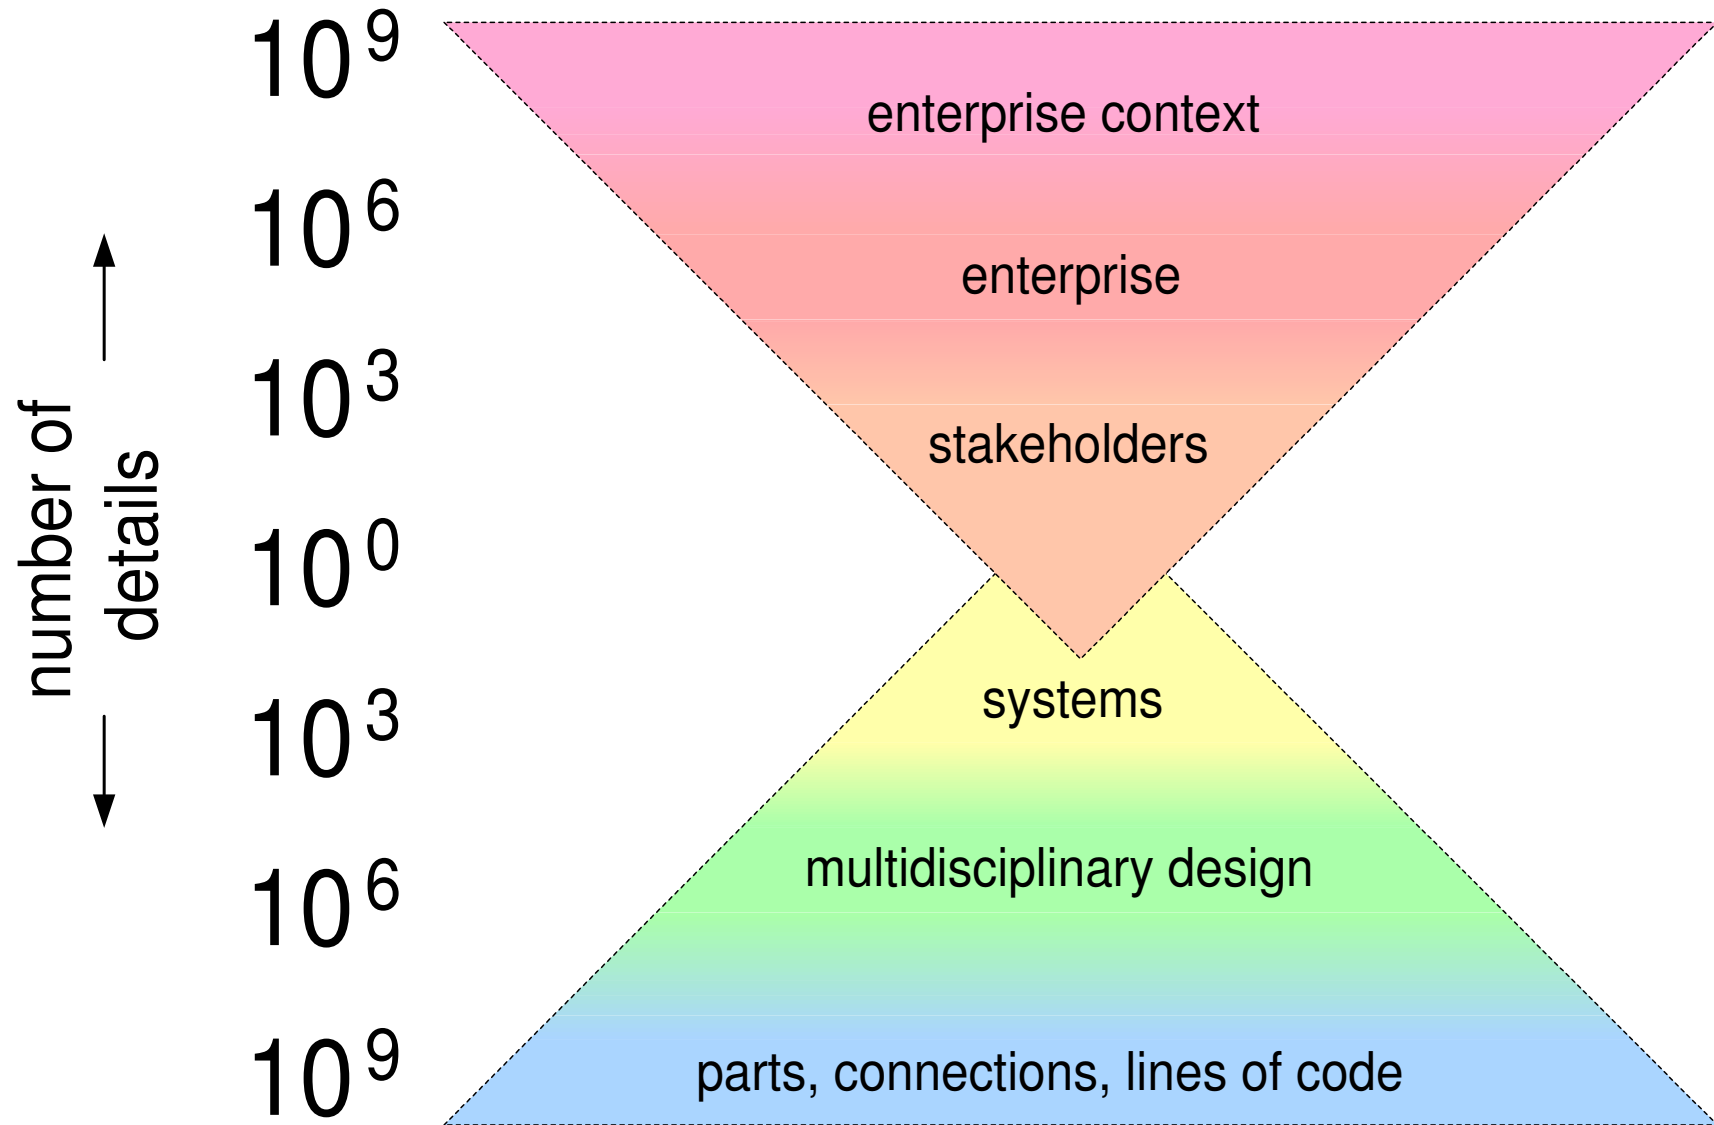 10⁹
enterprise context
10⁶
enterprise
10³
stakeholders
number of
details
10⁰
10³
systems
10⁶
multidisciplinary design
10⁹
parts, connections, lines of code